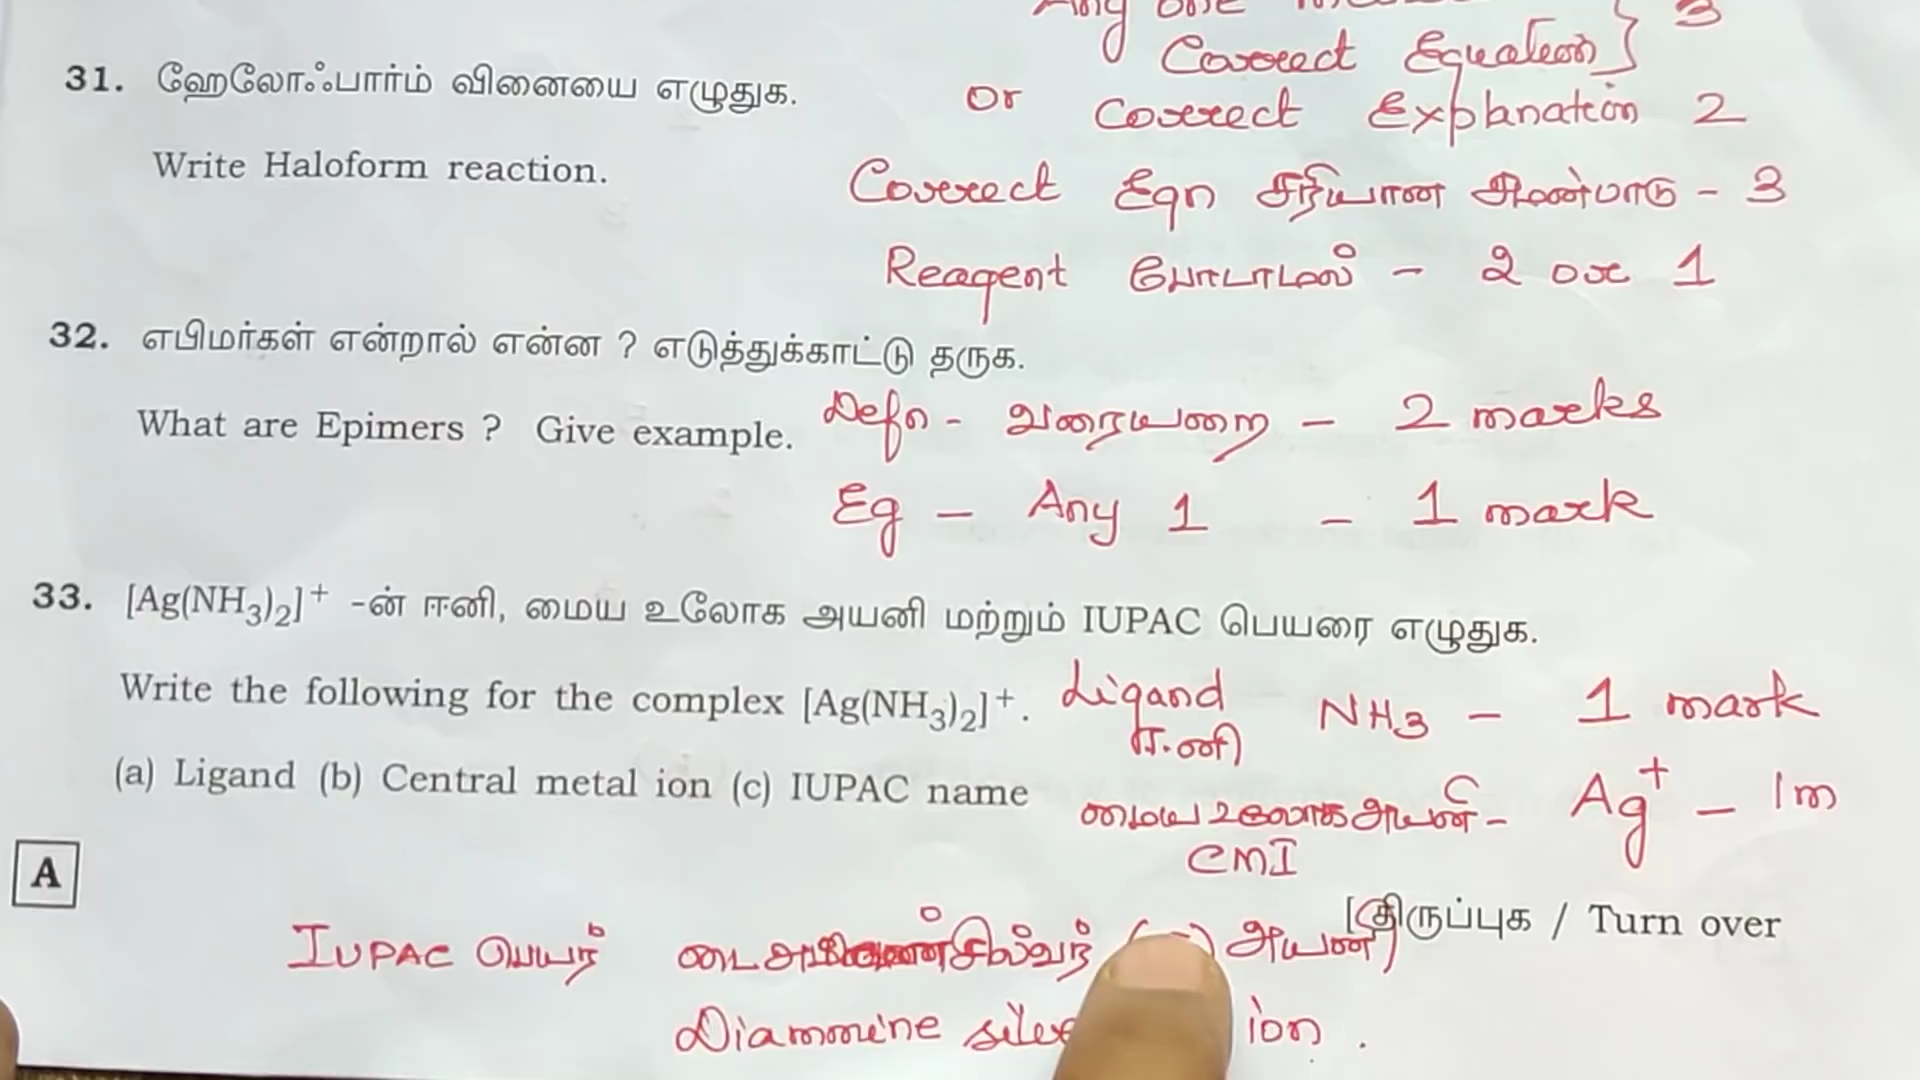 Any one
3
Correct Equation
31. ஹேலோஃபார்ம் வினையை எழுதுக.
or Correct Explanation 2
Write Haloform reaction.
Correct Eqn சரியான சமன்பாடு - 3
Reagent போடாமல் - 2 or 1
32. எபிமர்கள் என்றால் என்ன ? எடுத்துக்காட்டு தருக.
What are Epimers ? Give example.
Defn - வரையறை - 2 marks
Eg - Any 1 - 1 mark
33. [Ag(NH₃)₂]⁺ -ன் ஈனி, மைய உலோக அயனி மற்றும் IUPAC பெயரை எழுதுக.
Write the following for the complex [Ag(NH₃)₂]⁺.
Ligand NH₃ - 1 mark
ஈனி
(a) Ligand (b) Central metal ion (c) IUPAC name
மைய உலோக அயனி - Ag⁺ - 1m
CMI
A
[திருப்புக / Turn over
IUPAC பெயர் சில்வர் அயனி
Diammine ion.